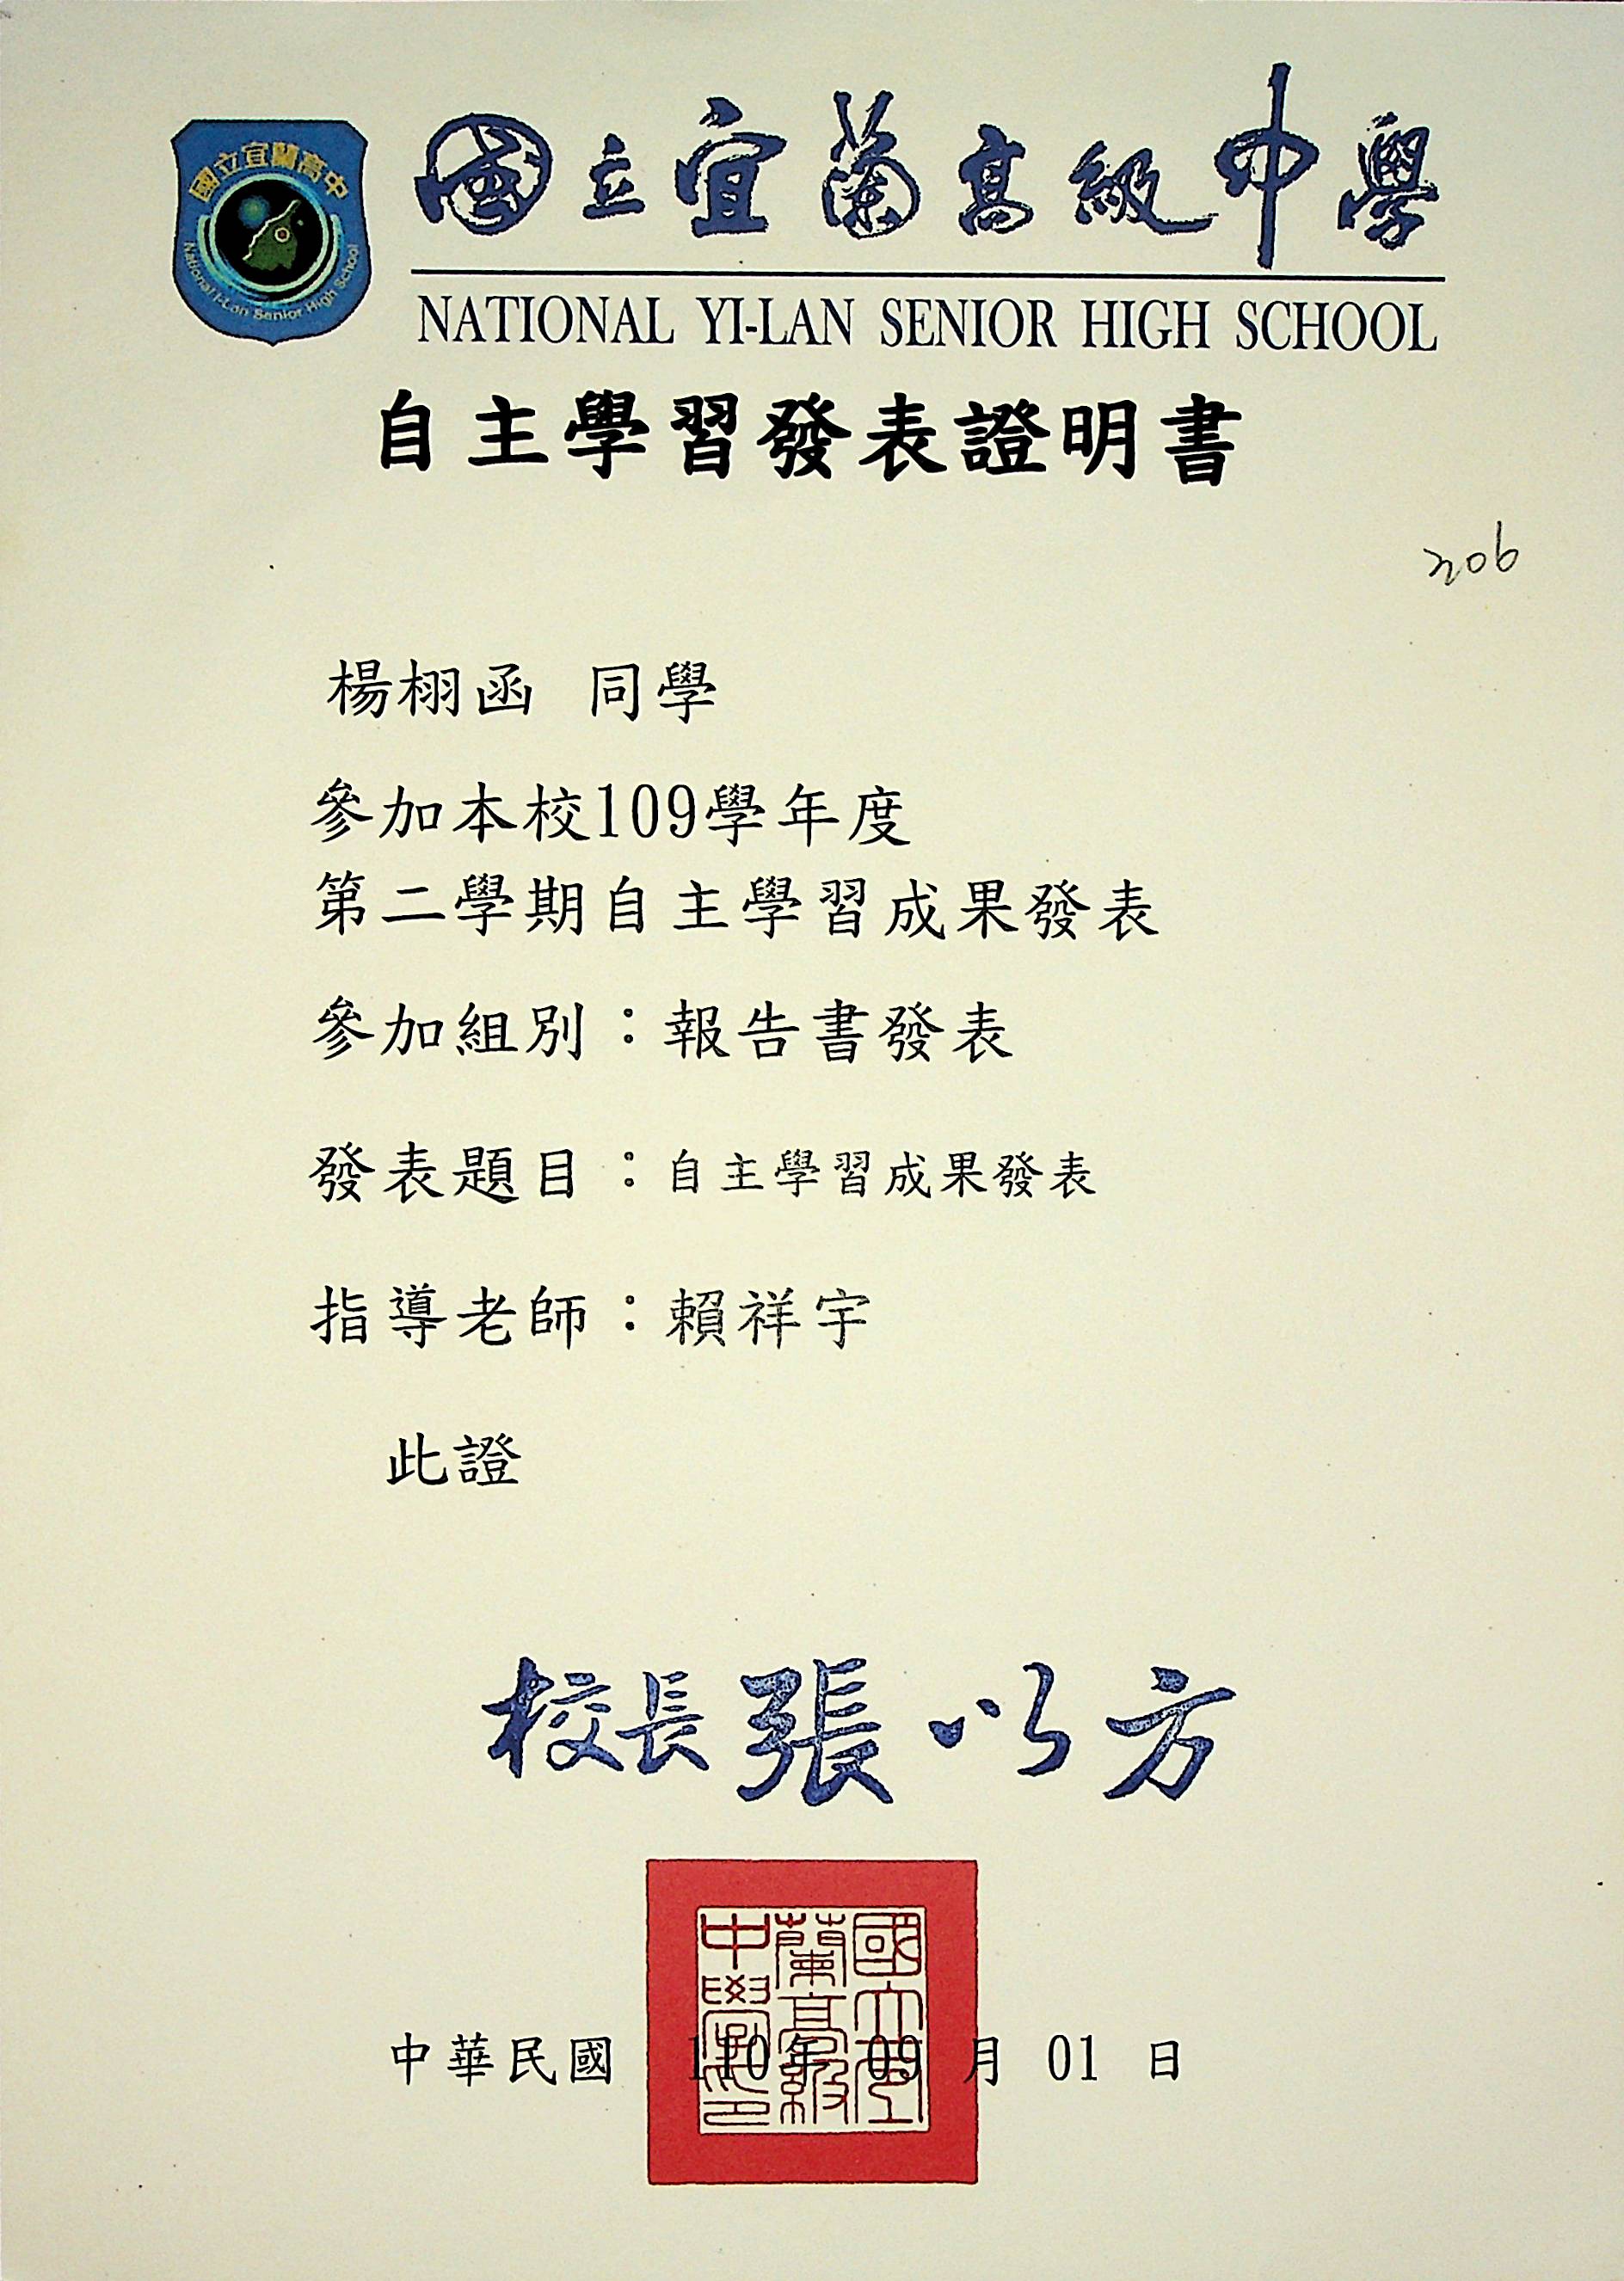 國立宜蘭高中
National I-Lan Senior High School
國立宜蘭高級中學
NATIONAL YI-LAN SENIOR HIGH SCHOOL
自主學習發表證明書
206
楊栩函 同學
參加本校109學年度
第二學期自主學習成果發表
參加組別：報告書發表
發表題目：自主學習成果發表
指導老師：賴祥宇
此證
校長張以方
國立宜蘭高級中學印
中華民國 110年 09 月 01 日